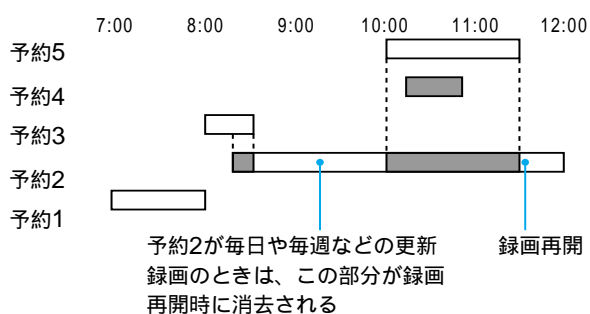 7:00 8:00 9:00 10:00 11:00 12:00
予約5
予約4
予約3
予約2
予約1
予約2が毎日や毎週などの更新
録画のときは、この部分が録画
再開時に消去される
録画再開